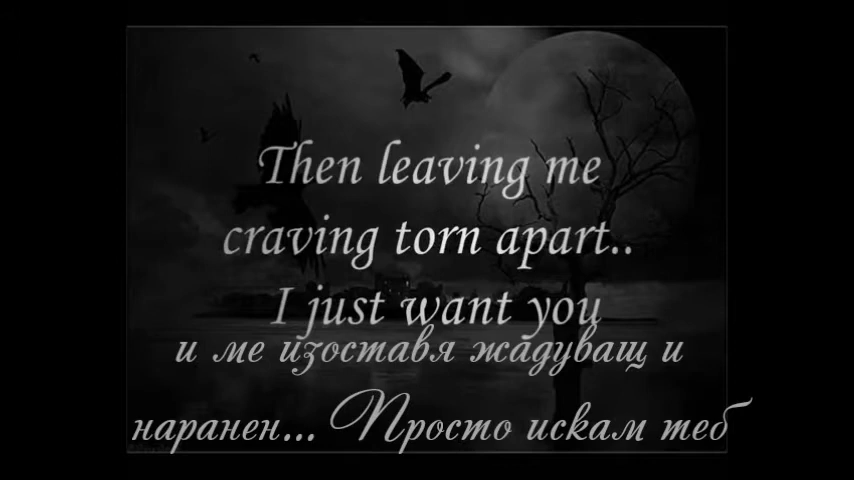 Then leaving me
craving torn apart..
I just want you
и ме изоставя жадуващ и
наранен... Просто искам теб